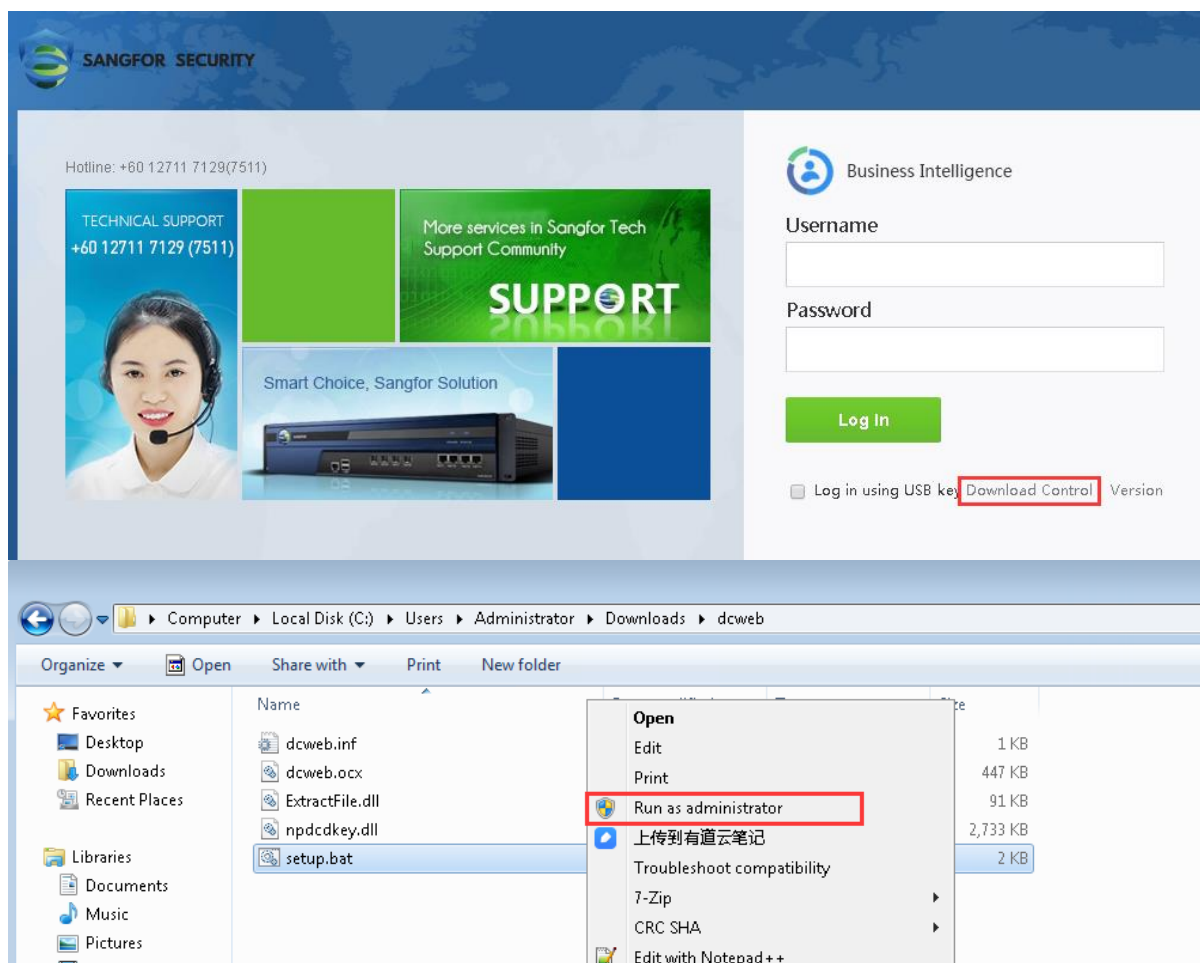 SANGFOR SECURITY
Hotline: +60 12711 7129(7511)
TECHNICAL SUPPORT
+60 12711 7129 (7511)
More services in Sangfor Tech
Support Community
SUPPORT
Smart Choice, Sangfor Solution
Business Intelligence
Username
Password
Log In
Log in using USB key Download Control Version
Computer Local Disk (C:) Users Administrator Downloads dcweb
Organize Open Share with Print New folder
Favorites
Desktop
Downloads
Recent Places
Libraries
Documents
Music
Pictures
Name
dcweb.inf 1 KB
dcweb.ocx 447 KB
ExtractFile.dll 91 KB
npdcdkey.dll 2,733 KB
setup.bat 2 KB
Open
Edit
Print
Run as administrator
上传到有道云笔记
Troubleshoot compatibility
7-Zip
CRC SHA
Edit with Notepad++